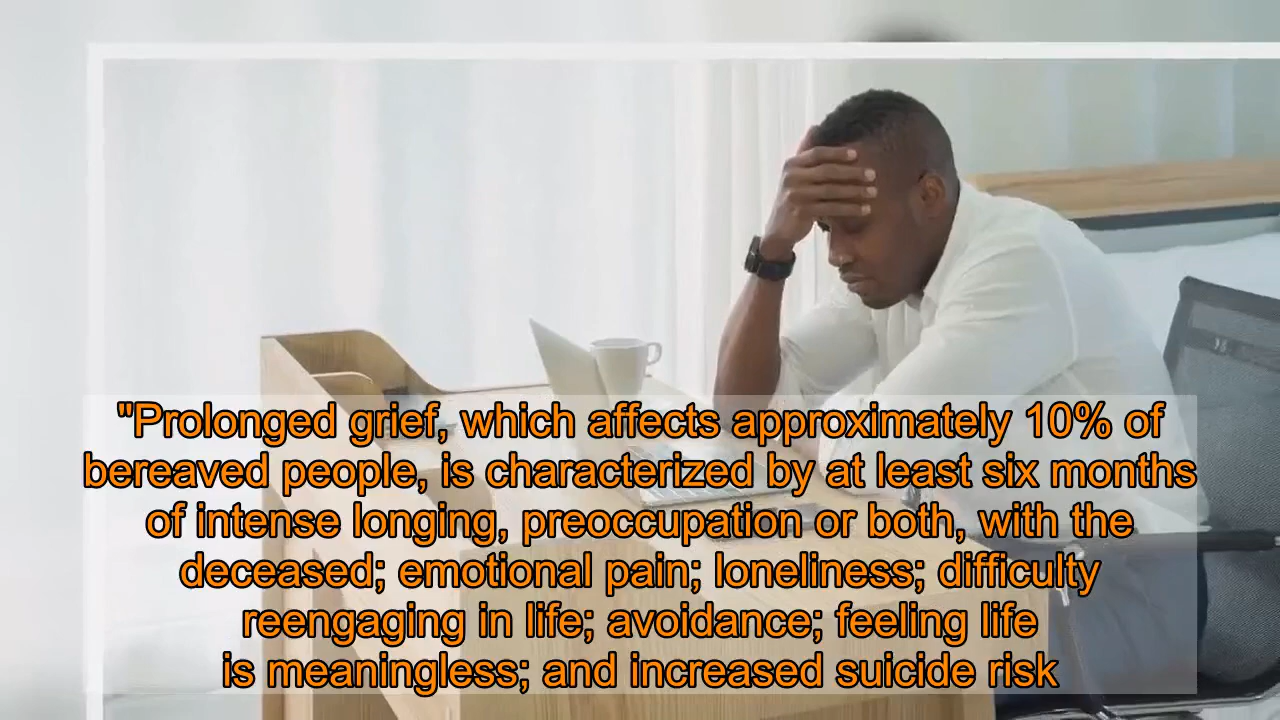 "Prolonged grief, which affects approximately 10% of
bereaved people, is characterized by at least six months
of intense longing, preoccupation or both, with the
deceased; emotional pain; loneliness; difficulty
reengaging in life; avoidance; feeling life
is meaningless; and increased suicide risk